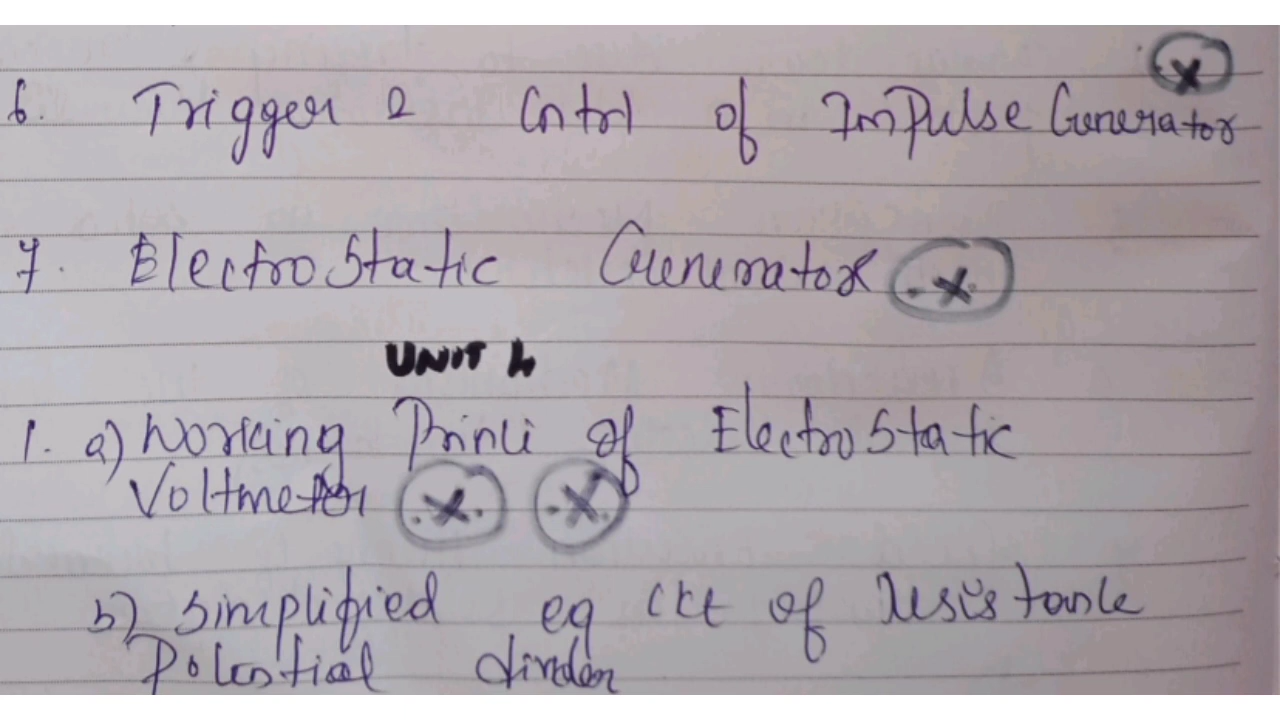 6. Trigger & Cntrl of Impulse Generator
7. Electrostatic Generator
UNIT 4
1. a) Working Princi of Electrostatic
Voltmeter
b) Simplified eq ckt of resistance
Potential divider